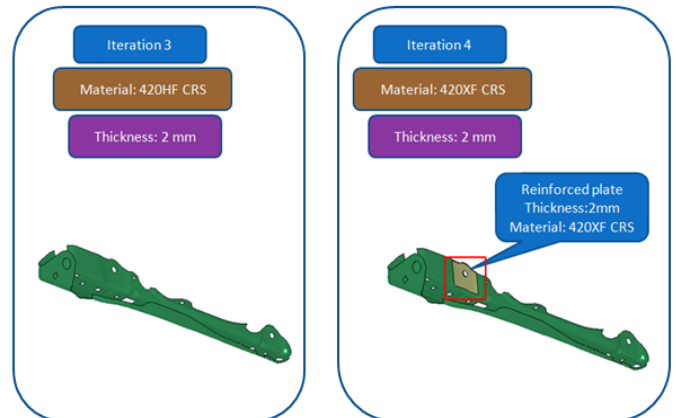 Iteration 3
Material: 420HF CRS
Thickness: 2 mm
Iteration 4
Material: 420XF CRS
Thickness: 2 mm
Reinforced plate
Thickness:2mm
Material: 420XF CRS